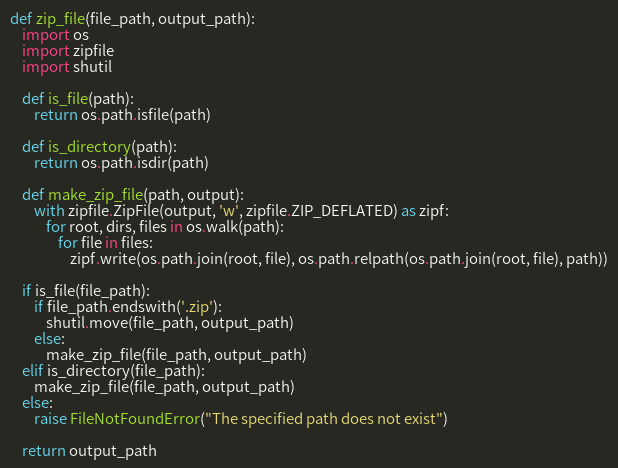 def zip_file(file_path, output_path):
    import os
    import zipfile
    import shutil

    def is_file(path):
        return os.path.isfile(path)

    def is_directory(path):
        return os.path.isdir(path)

    def make_zip_file(path, output):
        with zipfile.ZipFile(output, 'w', zipfile.ZIP_DEFLATED) as zipf:
            for root, dirs, files in os.walk(path):
                for file in files:
                    zipf.write(os.path.join(root, file), os.path.relpath(os.path.join(root, file), path))

    if is_file(file_path):
        if file_path.endswith('.zip'):
            shutil.move(file_path, output_path)
        else:
            make_zip_file(file_path, output_path)
    elif is_directory(file_path):
        make_zip_file(file_path, output_path)
    else:
        raise FileNotFoundError("The specified path does not exist")

    return output_path